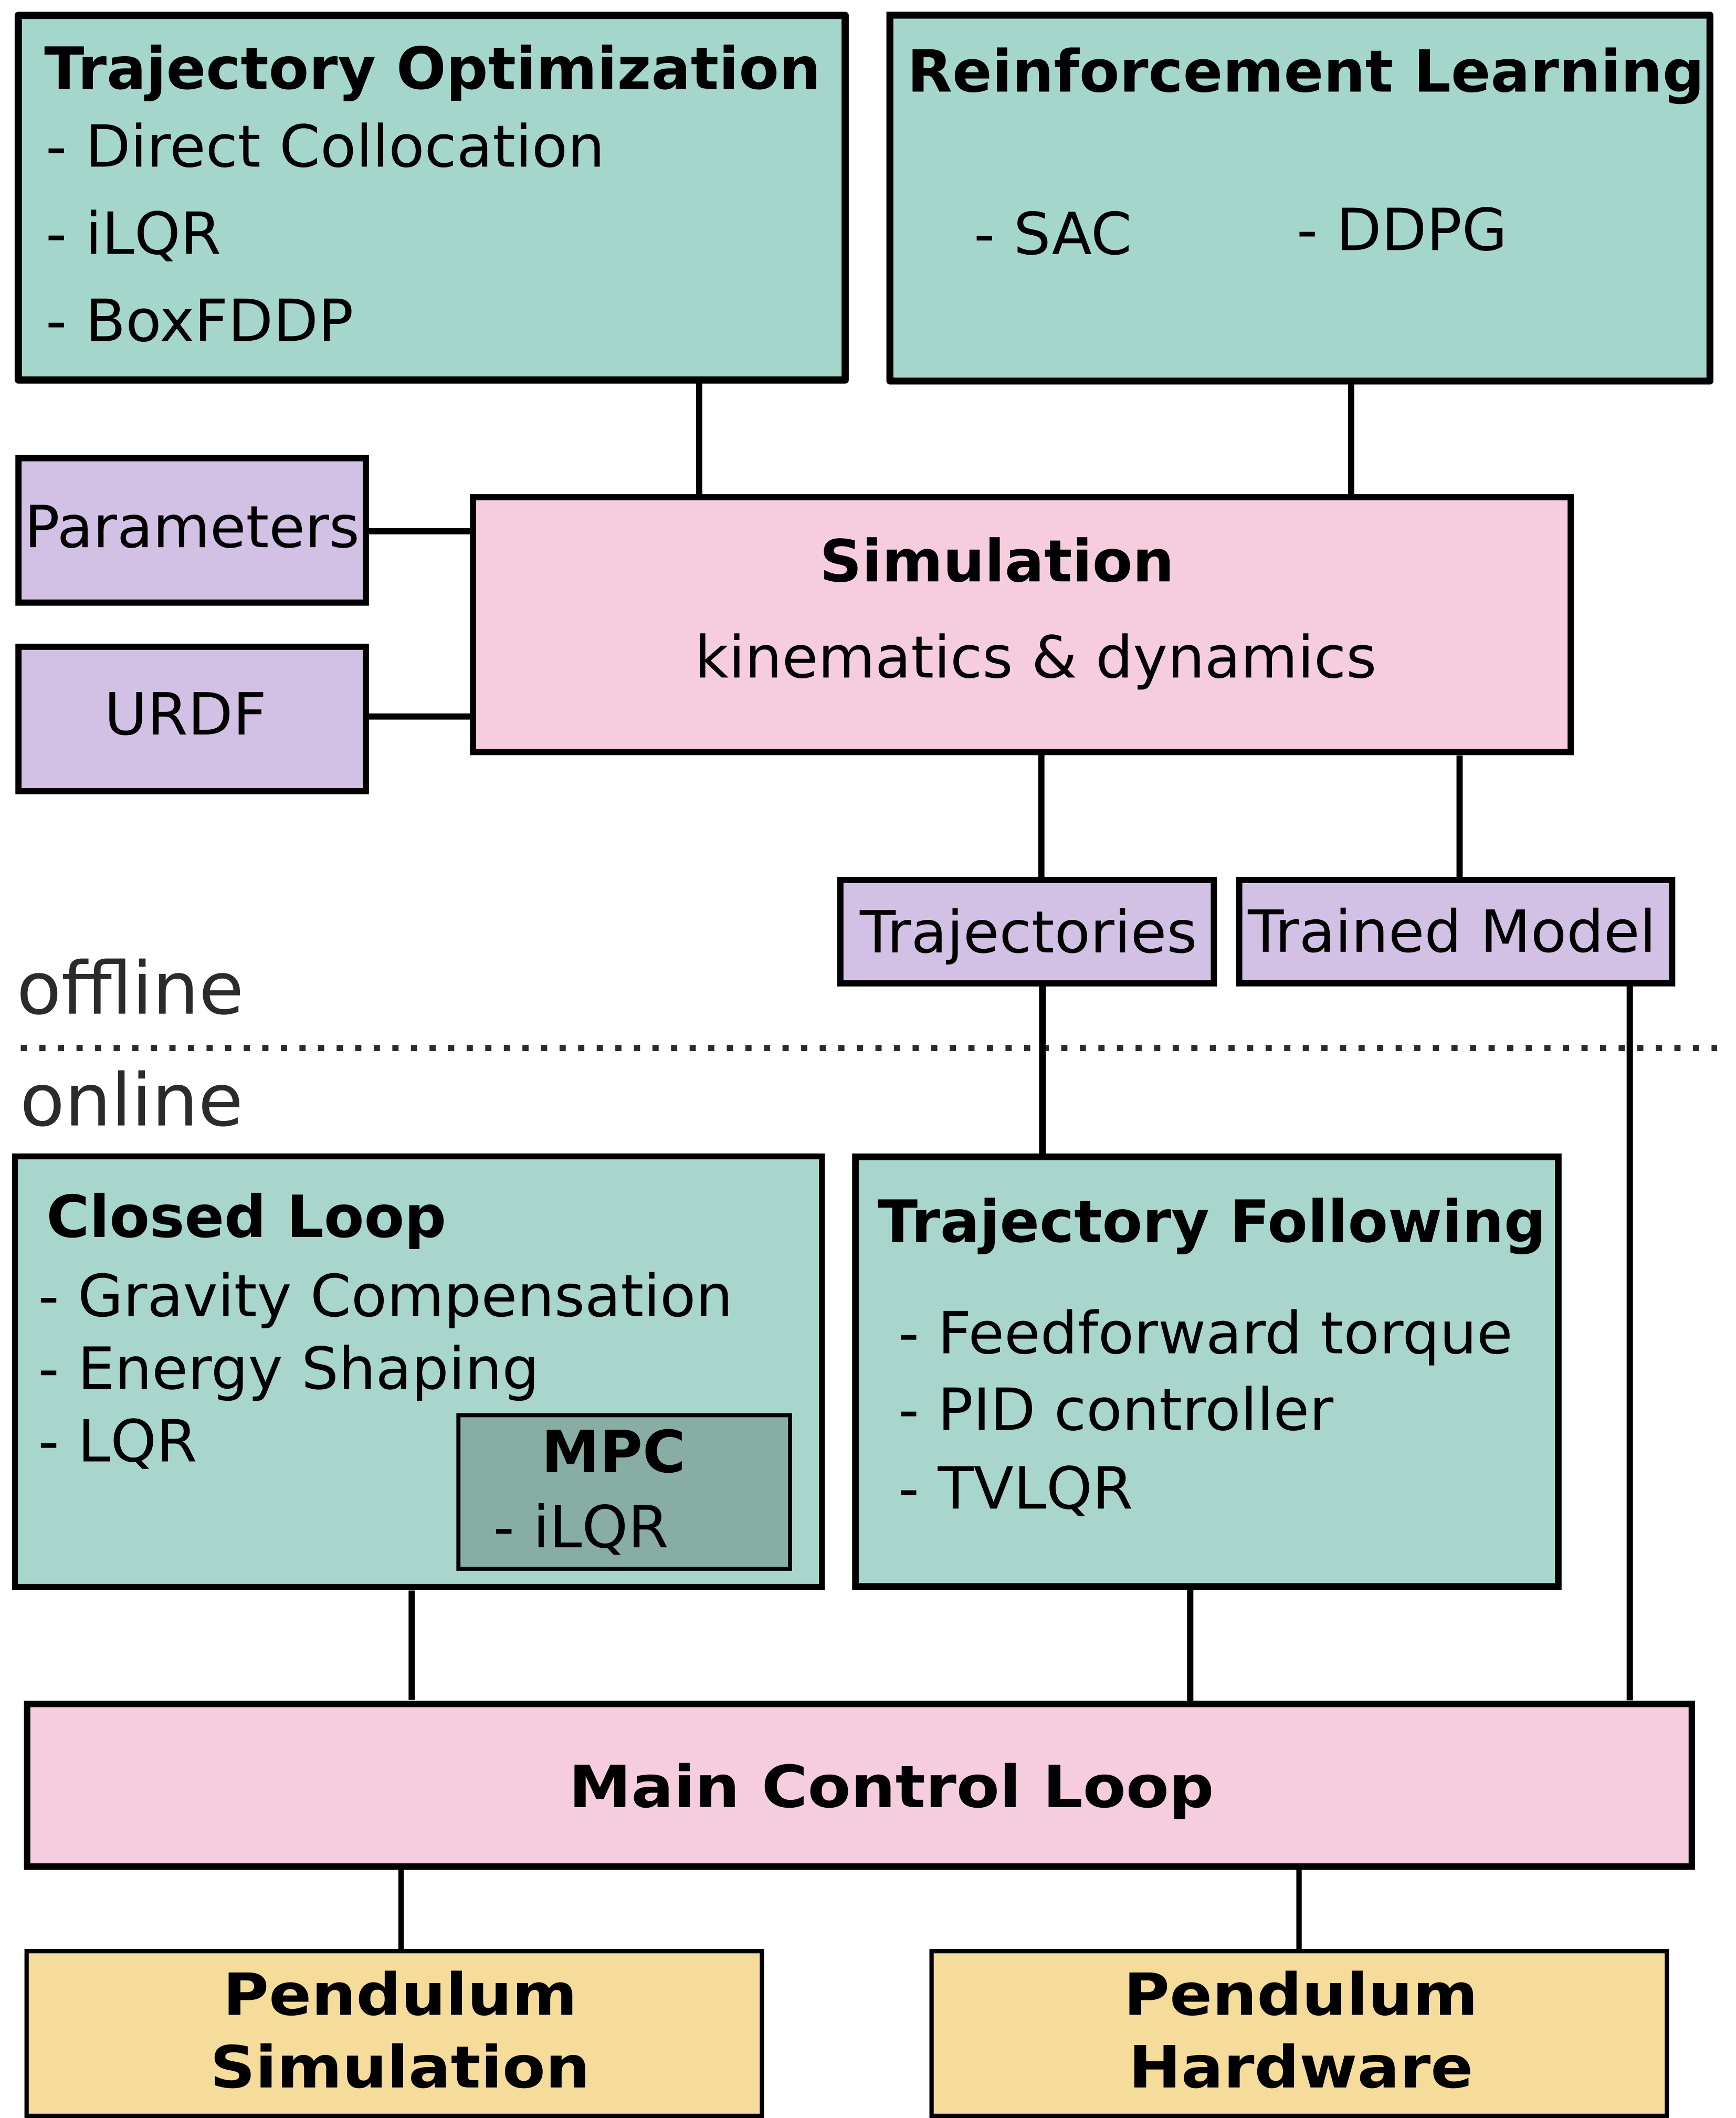 Trajectory Optimization
- Direct Collocation
- iLQR
- BoxFDDP
Reinforcement Learning
- SAC
- DDPG
Parameters
URDF
Simulation
kinematics & dynamics
Trajectories
Trained Model
offline
online
Closed Loop
- Gravity Compensation
- Energy Shaping
- LQR
MPC
- iLQR
Trajectory Following
- Feedforward torque
- PID controller
- TVLQR
Main Control Loop
Pendulum
Simulation
Pendulum
Hardware